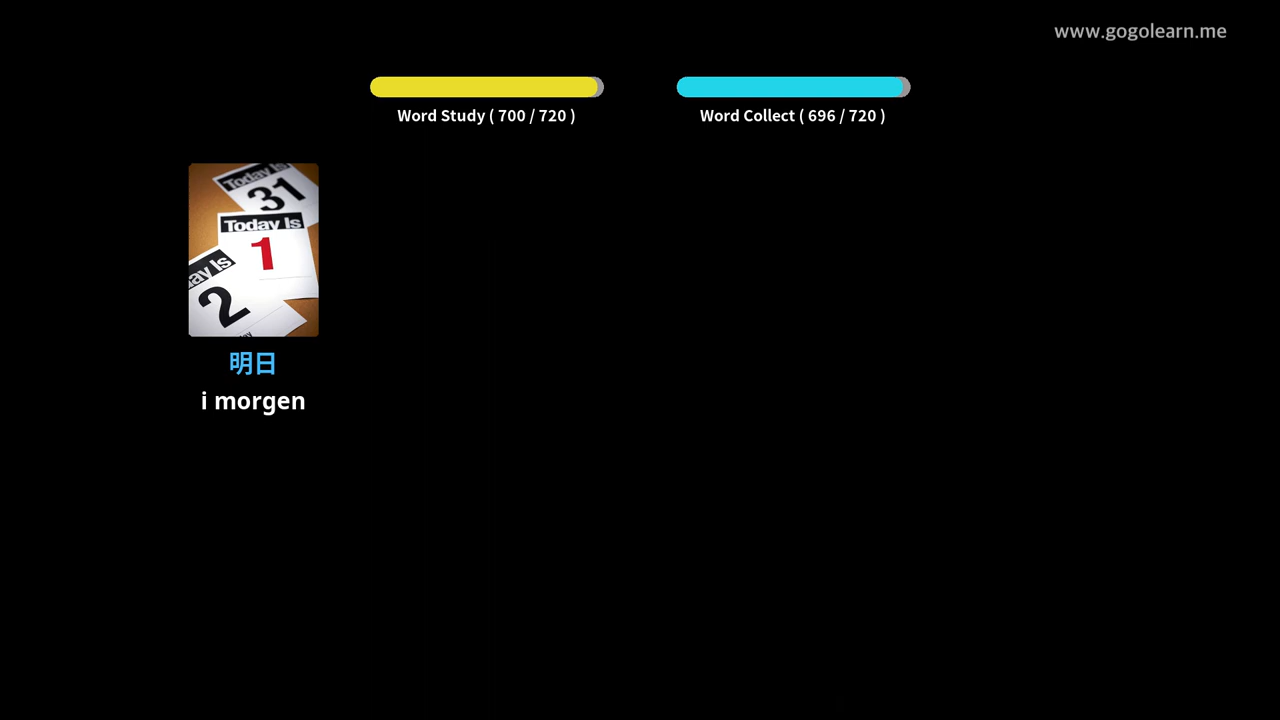 www.gogolearn.me
Word Study ( 700 / 720 )
Word Collect ( 696 / 720 )
Today Is
31
Today Is
1
ay Is
2
明日
i morgen